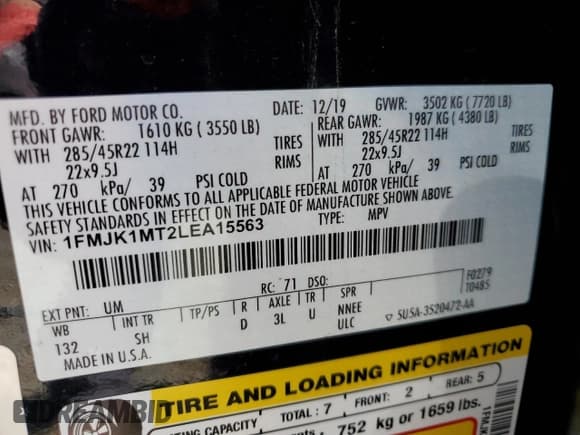 MFD. BY FORD MOTOR CO.
DATE: 12/19
GVWR: 3502 KG ( 7720 LB)
FRONT GAWR: 1610 KG ( 3550 LB)
REAR GAWR: 1987 KG ( 4380 LB)
WITH 285/45R22 114H TIRES
WITH 285/45R22 114H TIRES
22x9.5J RIMS
22x9.5J RIMS
AT 270 kPa/ 39 PSI COLD
AT 270 kPa/ 39 PSI COLD
THIS VEHICLE CONFORMS TO ALL APPLICABLE FEDERAL MOTOR VEHICLE
SAFETY STANDARDS IN EFFECT ON THE DATE OF MANUFACTURE SHOWN ABOVE.
VIN: 1FMJK1MT2LEA15563
TYPE: MPV
EXT PNT: UM
RC: 71 DSO:
F0279
T0485
WB INT TR TP/PS R AXLE TR SPR
132 SH D 3L U NNEE
ULC
MADE IN U.S.A.
5U5A-3520472-AA
TIRE AND LOADING INFORMATION
SEATING CAPACITY TOTAL : 7 FRONT: 2 REAR: 5
752 kg or 1659 lbs.
DREAMBID